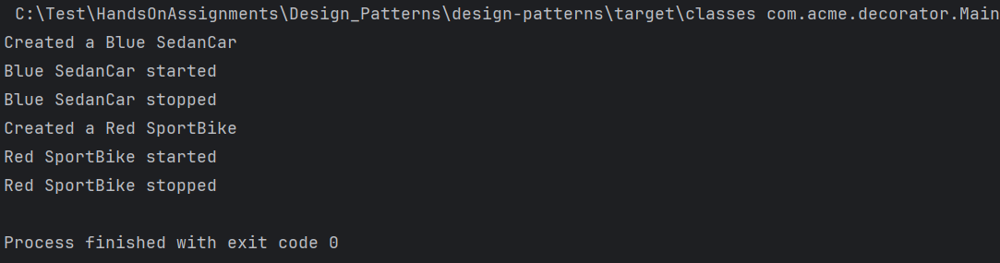 C:\Test\HandsOnAssignments\Design_Patterns\design-patterns\target\classes com.acme.decorator.Main
Created a Blue SedanCar
Blue SedanCar started
Blue SedanCar stopped
Created a Red SportBike
Red SportBike started
Red SportBike stopped
Process finished with exit code 0